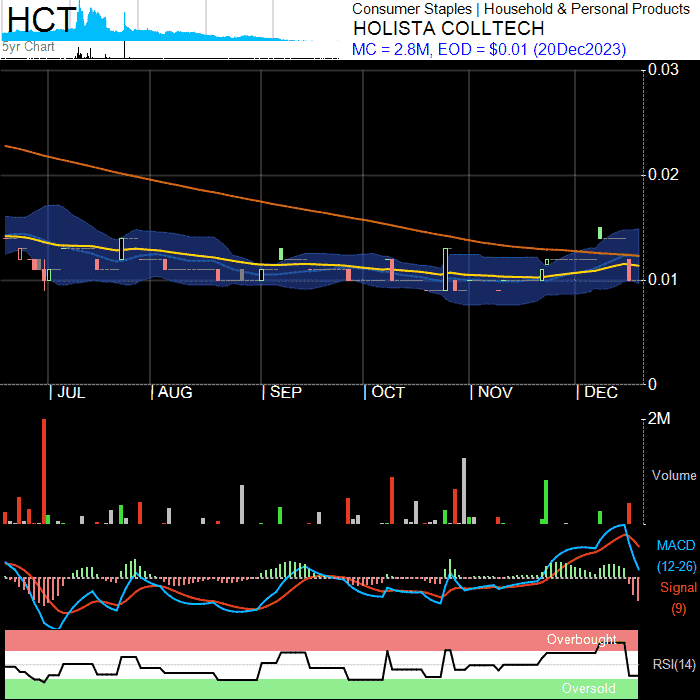 HCT
5yr Chart
Consumer Staples | Household & Personal Products
HOLISTA COLLTECH
MC = 2.8M, EOD = $0.01 (20Dec2023)
0.03
0.02
0.01
0
JUL
AUG
SEP
OCT
NOV
DEC
2M
Volume
MACD
(12-26)
Signal
(9)
Overbought
RSI(14)
Oversold